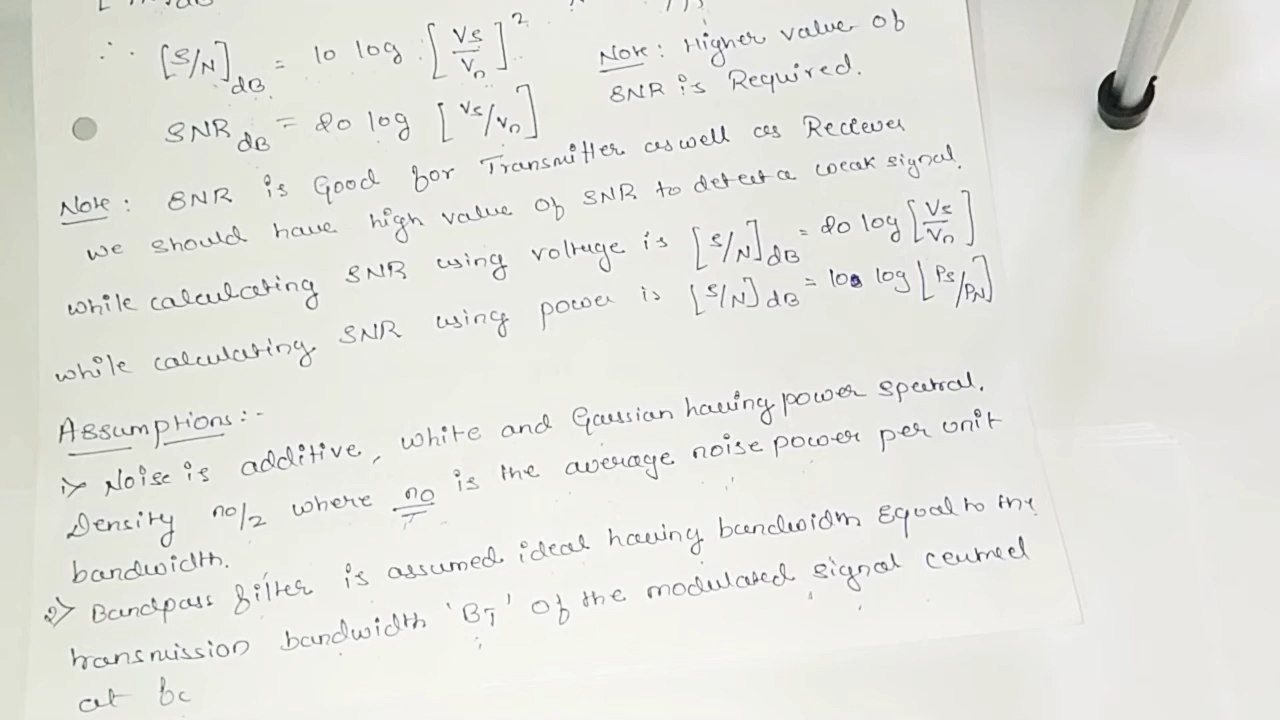 ∴ [S/N]dB = 10 log [Vs/Vn]²
Note: Higher value of
SNR is Required.
SNR dB = 20 log [Vs/Vn]
Note: SNR is Good for Transmitter as well as Reciever
we should have high value of SNR to detect a weak signal.
while calculating SNR using voltage is [S/N]dB = 20 log [Vs/Vn]
while calculating SNR using power is [S/N]dB = 10 log [Ps/PN]
Assumptions:-
1> Noise is additive, white and Gaussian having power spectral.
Density no/2 where is the average noise power per unit
bandwidth.
2> Bandpass filter is assumed ideal having bandwidth Equal to the
transmission bandwidth 'BT' of the modulated signal centred
at fc